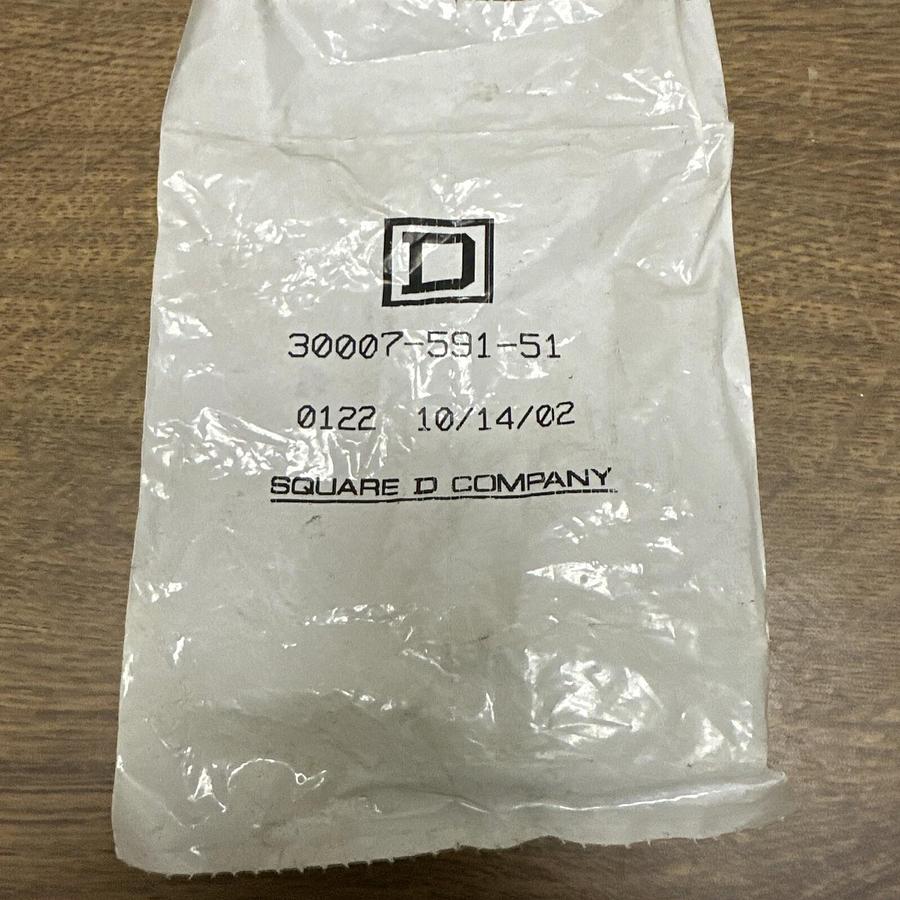 D
30007-591-51
0122 10/14/02
SQUARE D COMPANY